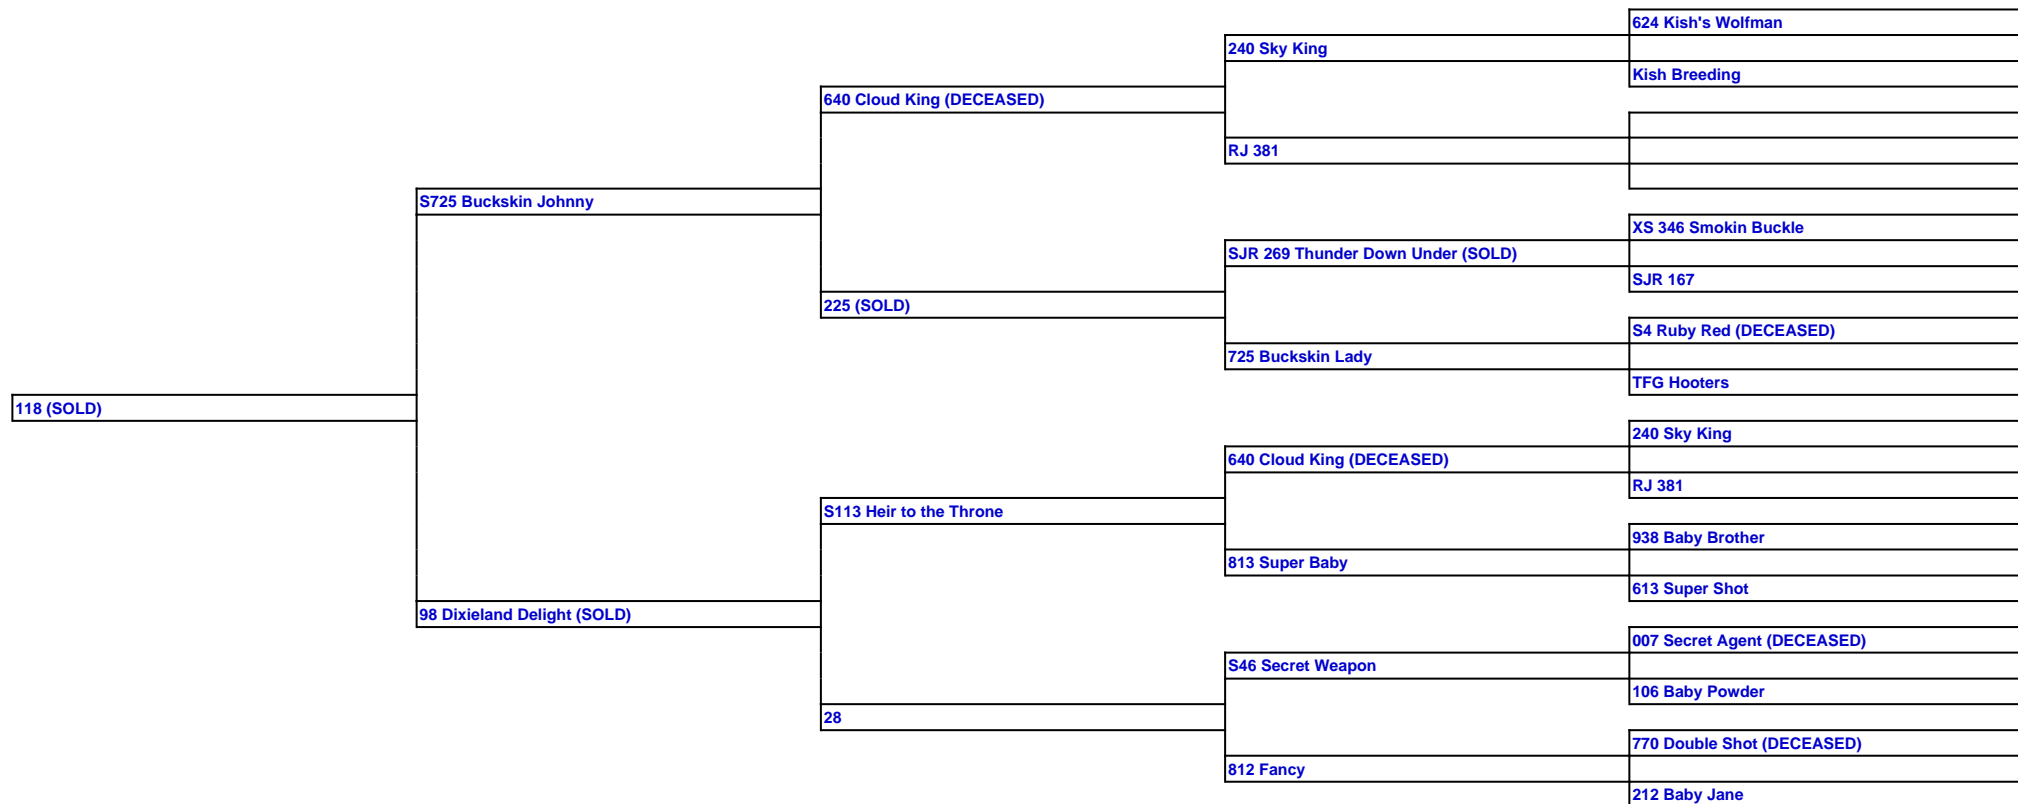 624 Kish's Wolfman
240 Sky King
Kish Breeding
640 Cloud King (DECEASED)
RJ 381
S725 Buckskin Johnny
XS 346 Smokin Buckle
SJR 269 Thunder Down Under (SOLD)
SJR 167
225 (SOLD)
S4 Ruby Red (DECEASED)
725 Buckskin Lady
TFG Hooters
118 (SOLD)
240 Sky King
640 Cloud King (DECEASED)
RJ 381
S113 Heir to the Throne
938 Baby Brother
813 Super Baby
613 Super Shot
98 Dixieland Delight (SOLD)
007 Secret Agent (DECEASED)
S46 Secret Weapon
106 Baby Powder
28
770 Double Shot (DECEASED)
812 Fancy
212 Baby Jane